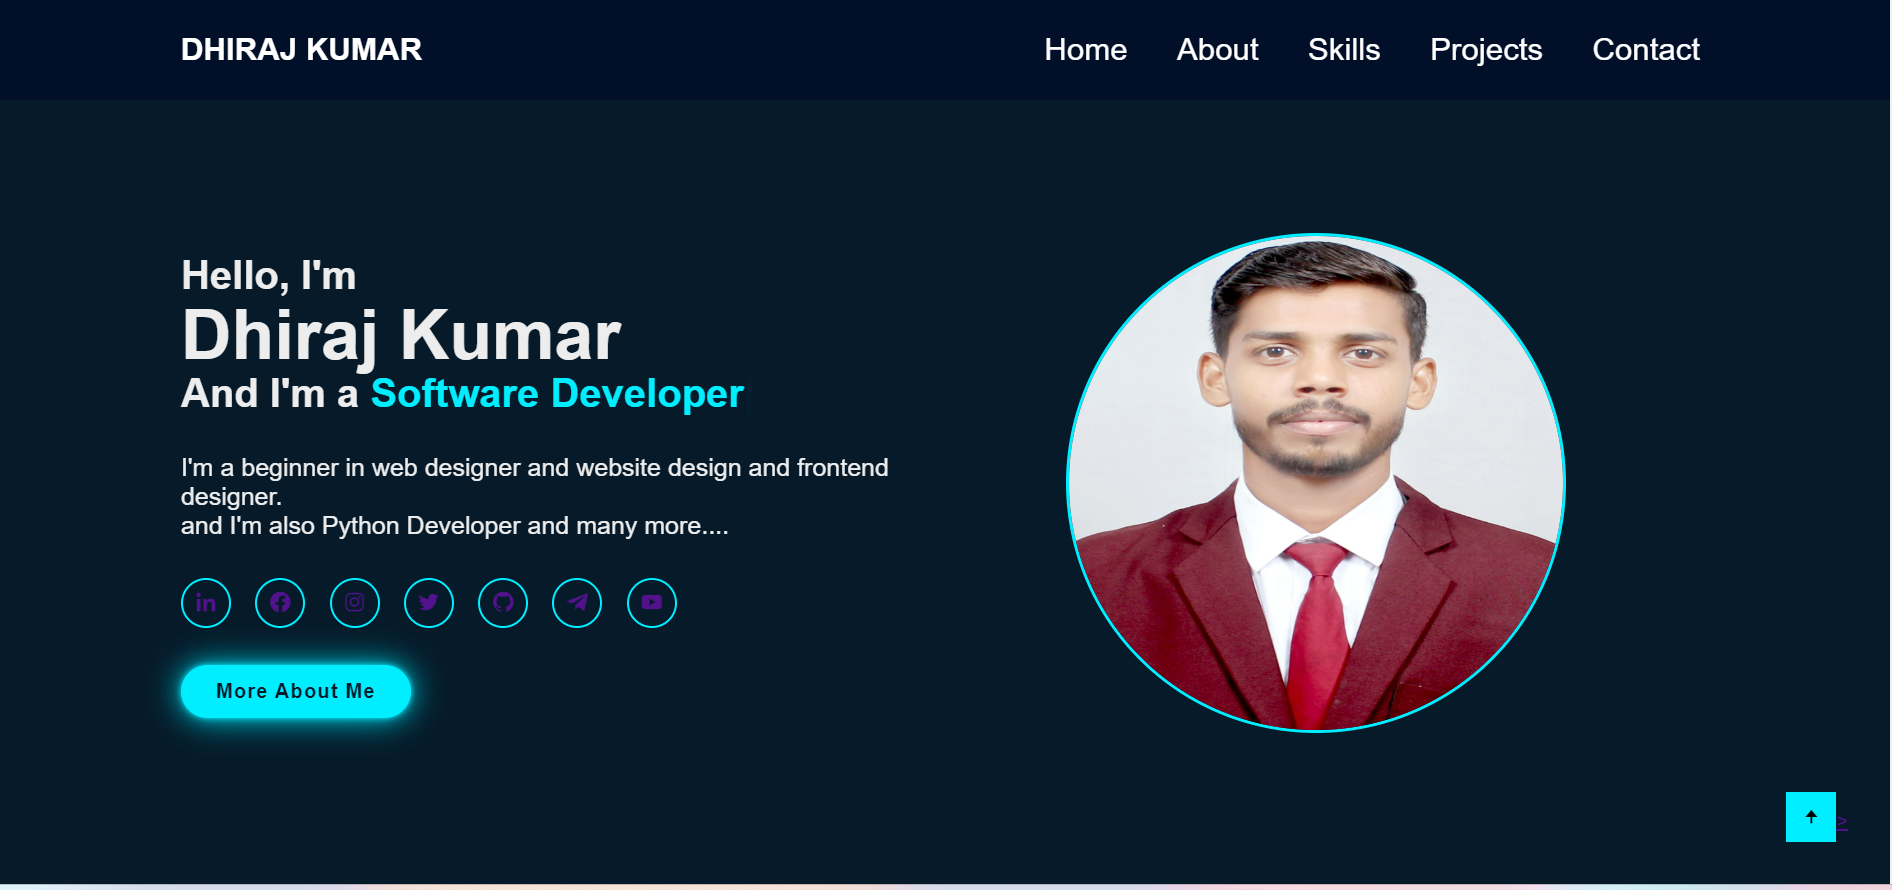 DHIRAJ KUMAR
Home About Skills Projects Contact
Hello, I'm
Dhiraj Kumar
And I'm a Software Developer
I'm a beginner in web designer and website design and frontend
designer.
and I'm also Python Developer and many more....
More About Me
>